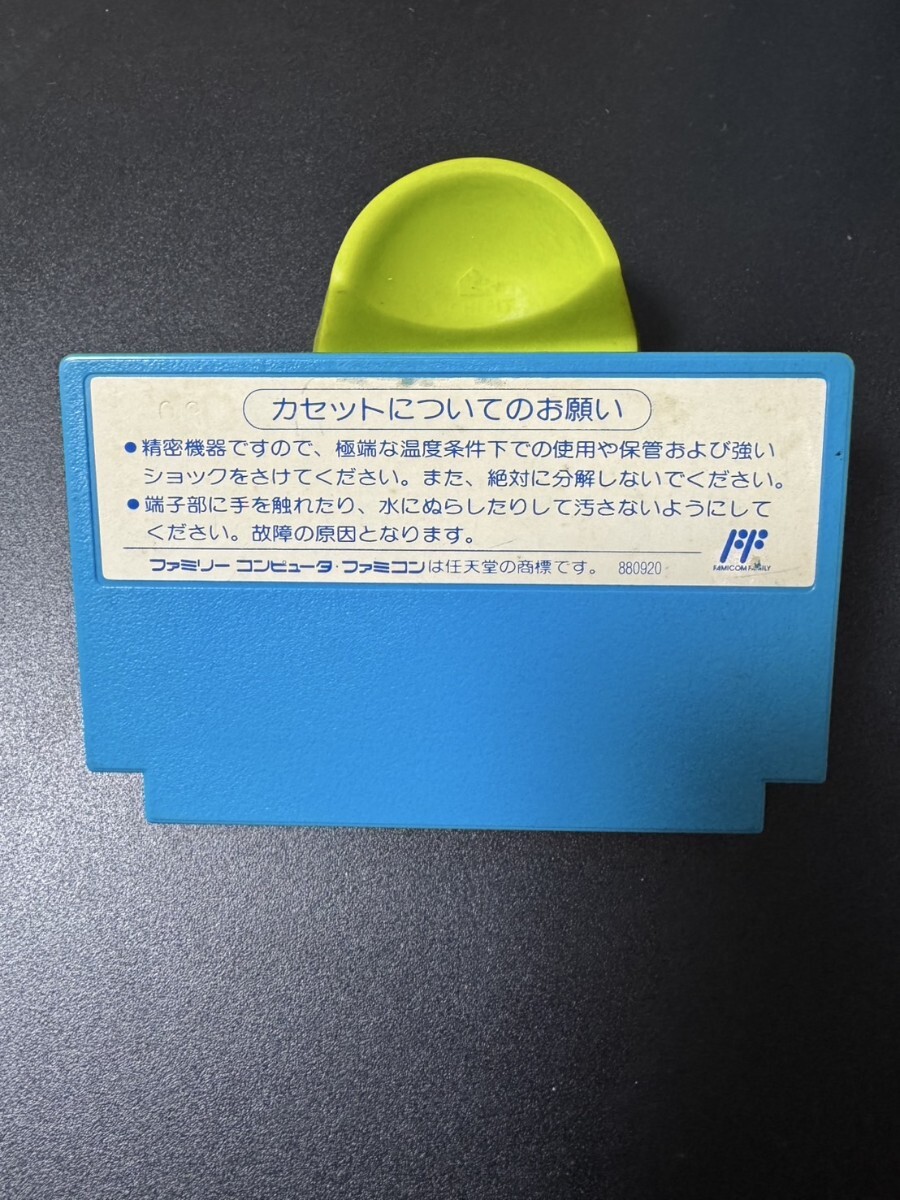 カセットについてのお願い
●精密機器ですので、極端な温度条件下での使用や保管および強い
ショックをさけてください。また、絶対に分解しないでください。
●端子部に手を触れたり、水にぬらしたりして汚さないようにして
ください。故障の原因となります。
ファミリー コンピュータ・ファミコンは任天堂の商標です。 880920
FAMICOM FAMILY